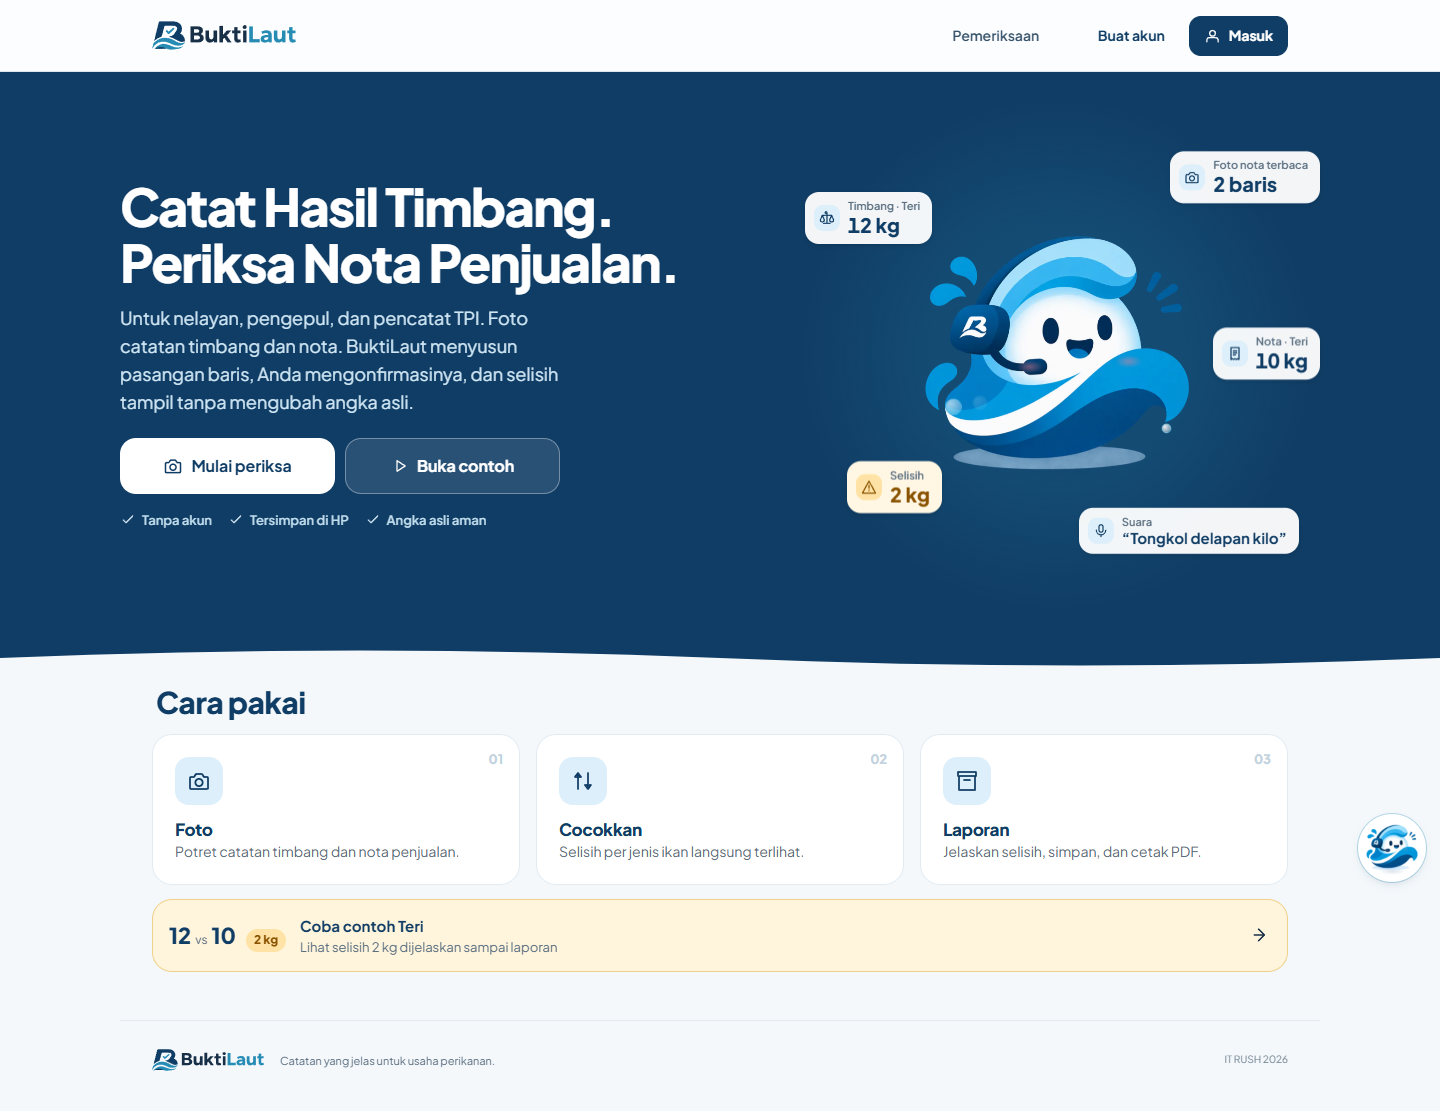 BuktiLaut
Pemeriksaan
Buat akun
Masuk
Catat Hasil Timbang.
Periksa Nota Penjualan.
Untuk nelayan, pengepul, dan pencatat TPI. Foto
catatan timbang dan nota. BuktiLaut menyusun
pasangan baris, Anda mengonfirmasinya, dan selisih
tampil tanpa mengubah angka asli.
Mulai periksa
Buka contoh
Tanpa akun
Tersimpan di HP
Angka asli aman
Timbang · Teri
12 kg
Foto nota terbaca
2 baris
Nota · Teri
10 kg
Selisih
2 kg
Suara
“Tongkol delapan kilo”
Cara pakai
01
Foto
Potret catatan timbang dan nota penjualan.
02
Cocokkan
Selisih per jenis ikan langsung terlihat.
03
Laporan
Jelaskan selisih, simpan, dan cetak PDF.
12 vs 10
2 kg
Coba contoh Teri
Lihat selisih 2 kg dijelaskan sampai laporan
BuktiLaut
Catatan yang jelas untuk usaha perikanan.
IT RUSH 2026